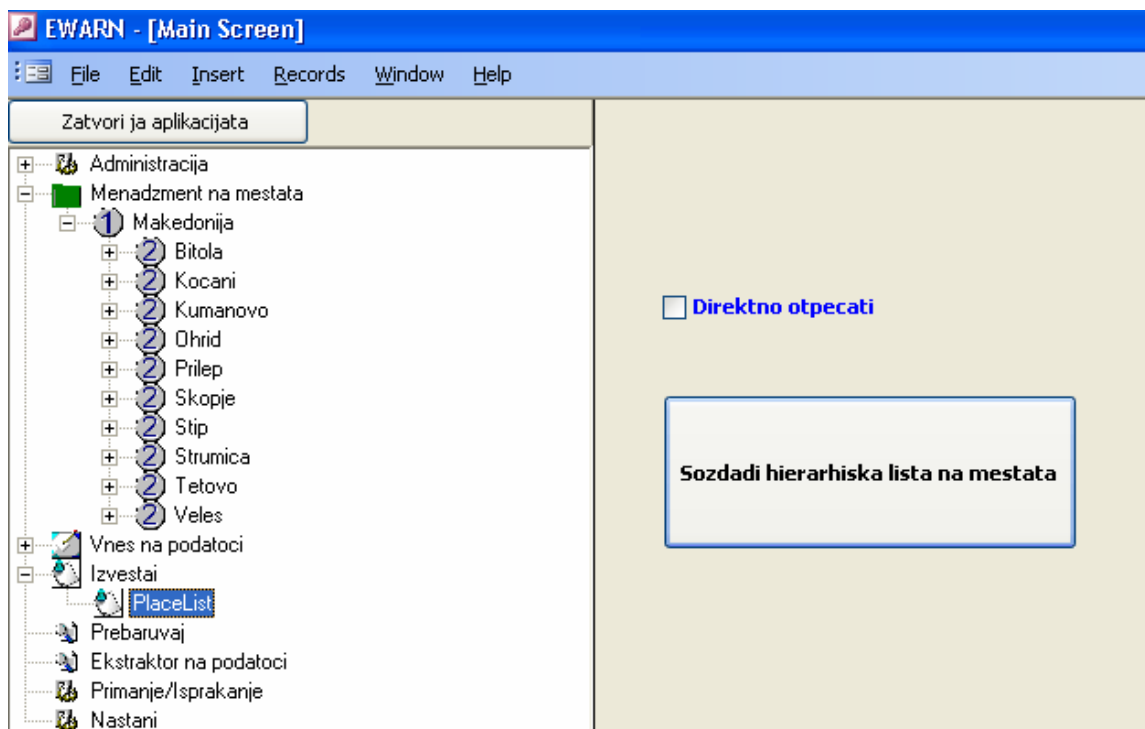 EWARN - [Main Screen]
File Edit Insert Records Window Help
Zatvori ja aplikacijata
Administracija
Menadzment na mestata
1 Makedonija
2 Bitola
2 Kocani
2 Kumanovo
2 Ohrid
2 Prilep
2 Skopje
2 Stip
2 Strumica
2 Tetovo
2 Veles
Vnes na podatoci
Izvestai
PlaceList
Prebaruvaj
Ekstraktor na podatoci
Primanje/Isprakanje
Nastani
Direktno otpecati
Sozdadi hierarhiska lista na mestata